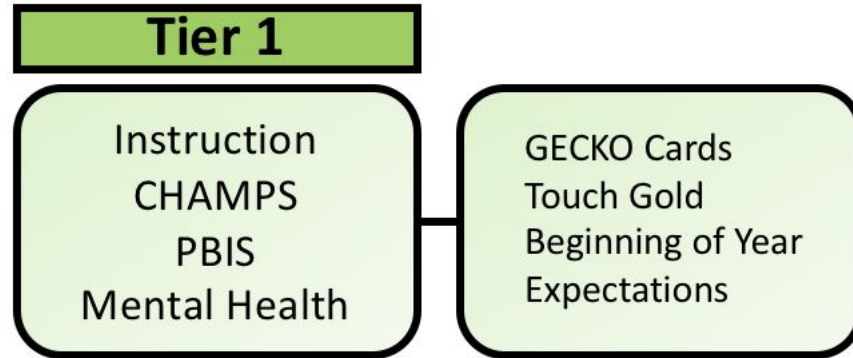 Tier 1
Instruction
CHAMPS
PBIS
Mental Health
GECKO Cards
Touch Gold
Beginning of Year
Expectations